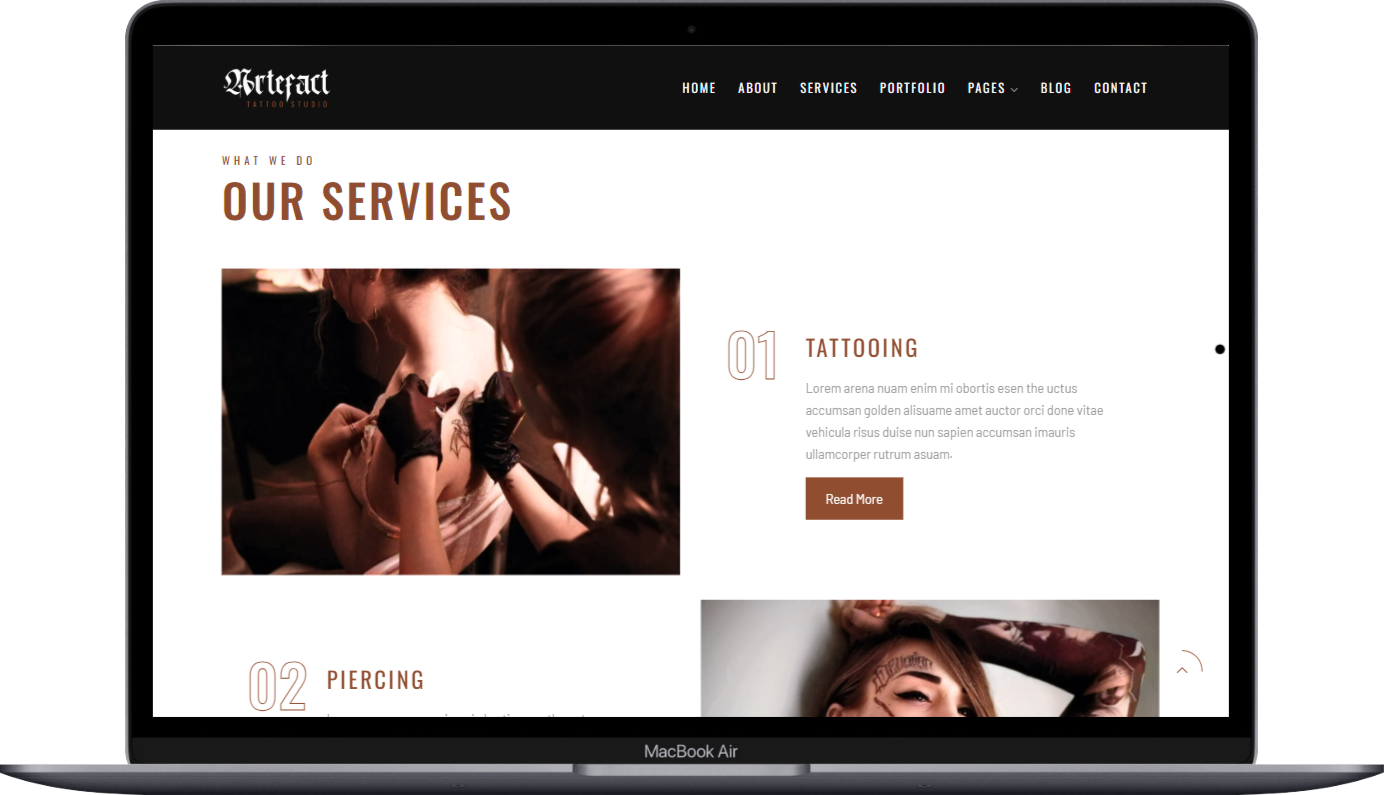 Artefact
TATTOO STUDIO
HOME ABOUT SERVICES PORTFOLIO PAGES BLOG CONTACT
WHAT WE DO
OUR SERVICES
01
TATTOOING
Lorem arena nuam enim mi obortis esen the uctus
accumsan golden alisuame amet auctor orci done vitae
vehicula risus duise nun sapien accumsan imauris
ullamcorper rutrum asuam.
Read More
02
PIERCING
MacBook Air